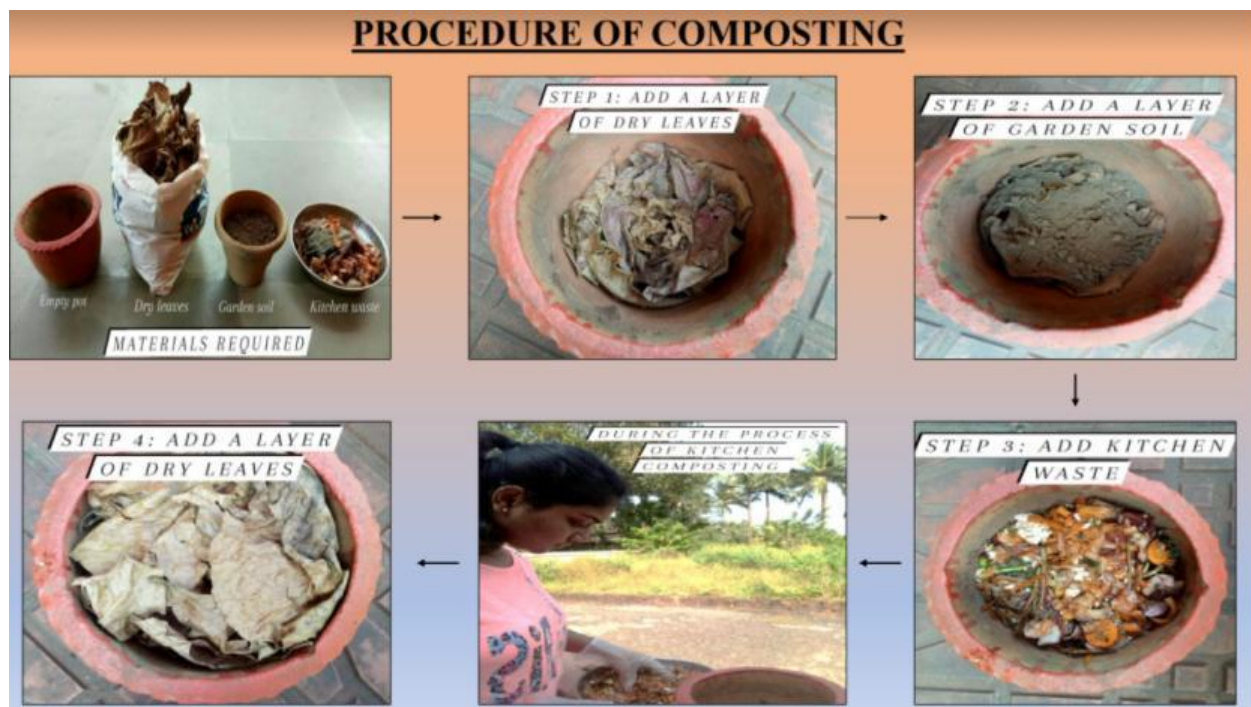 PROCEDURE OF COMPOSTING
Empty pot
Dry leaves
Garden soil
Kitchen waste
MATERIALS REQUIRED
STEP 1: ADD A LAYER
OF DRY LEAVES
STEP 2: ADD A LAYER
OF GARDEN SOIL
STEP 3: ADD KITCHEN
WASTE
DURING THE PROCESS
OF KITCHEN
COMPOSTING
STEP 4: ADD A LAYER
OF DRY LEAVES